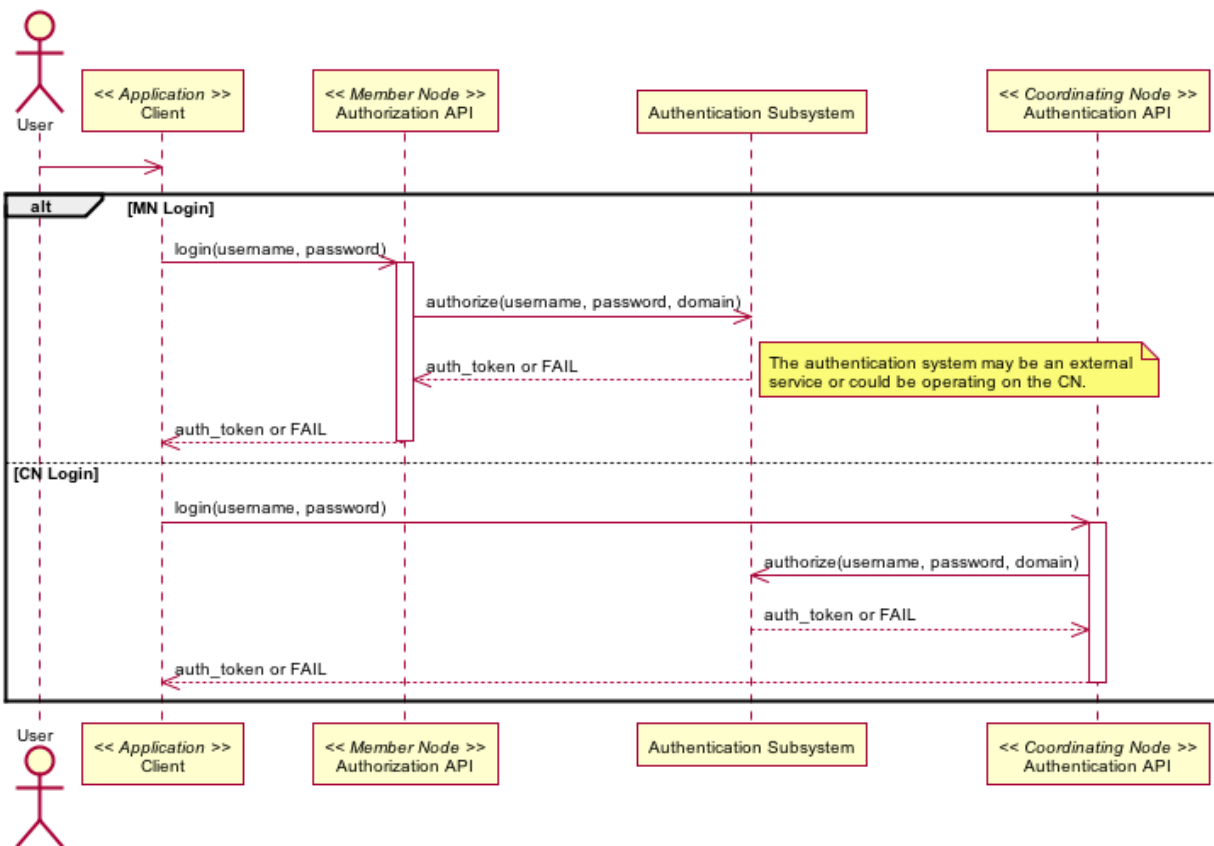 << Application >>
Client
<< Member Node >>
Authorization API
Authentication Subsystem
<< Coordinating Node >>
Authentication API
User
alt
[MN Login]
login(username, password)
authorize(username, password, domain)
The authentication system may be an external
service or could be operating on the CN.
auth_token or FAIL
auth_token or FAIL
[CN Login]
login(username, password)
authorize(username, password, domain)
auth_token or FAIL
auth_token or FAIL
User
<< Application >>
Client
<< Member Node >>
Authorization API
Authentication Subsystem
<< Coordinating Node >>
Authentication API